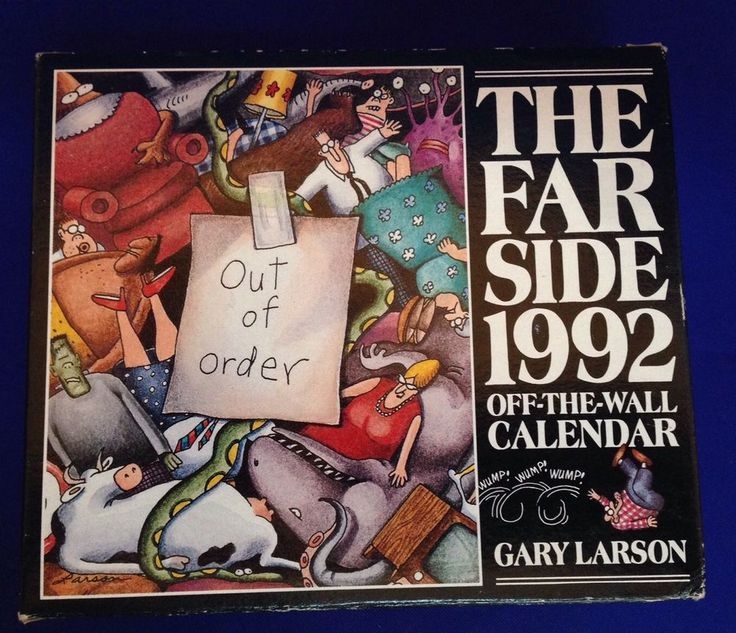 Out
of
order
Larson
THE
FAR
SIDE
1992
OFF-THE-WALL
CALENDAR
WUMP! WUMP! WUMP!
GARY LARSON